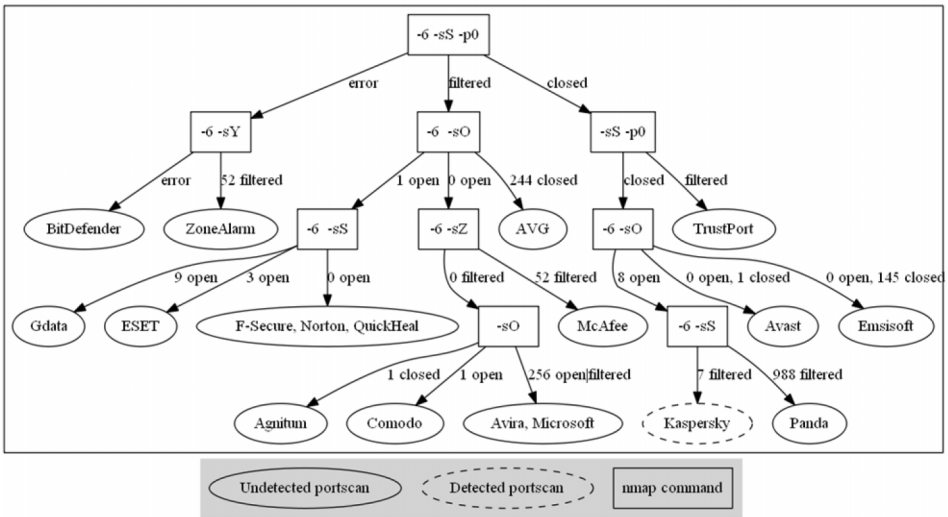 -6 -sS -p0
error
filtered
closed
-6 -sY
-6 -sO
-sS -p0
error
52 filtered
1 open
0 open
244 closed
closed
filtered
BitDefender
ZoneAlarm
-6 -sS
-6 -sZ
AVG
-6 -sO
TrustPort
9 open
3 open
0 open
0 filtered
52 filtered
8 open
0 open, 1 closed
0 open, 145 closed
Gdata
ESET
F-Secure, Norton, QuickHeal
-sO
McAfee
-6 -sS
Avast
Emsisoft
1 closed
1 open
256 open|filtered
7 filtered
988 filtered
Agnitum
Comodo
Avira, Microsoft
Kaspersky
Panda
Undetected portscan
Detected portscan
nmap command